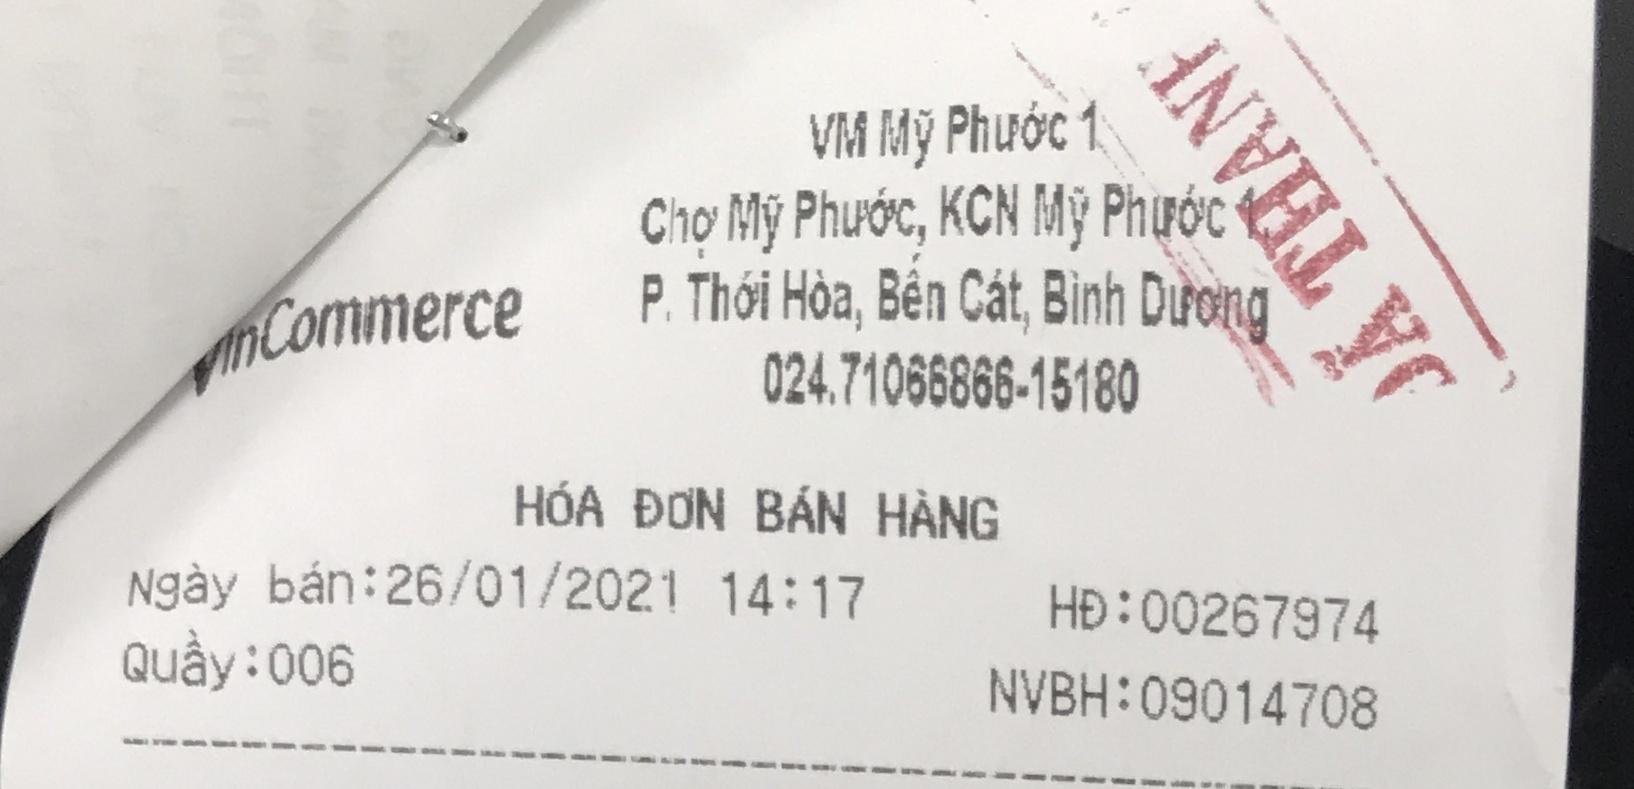 VM Mỹ Phước 1
Chợ Mỹ Phước, KCN Mỹ Phước 1,
P. Thới Hòa, Bến Cát, Bình Dương
VinCommerce
024.71066866-15180
HÓA ĐƠN BÁN HÀNG
Ngày bán:26/01/2021 14:17 HĐ:00267974
Quầy:006 NVBH:09014708